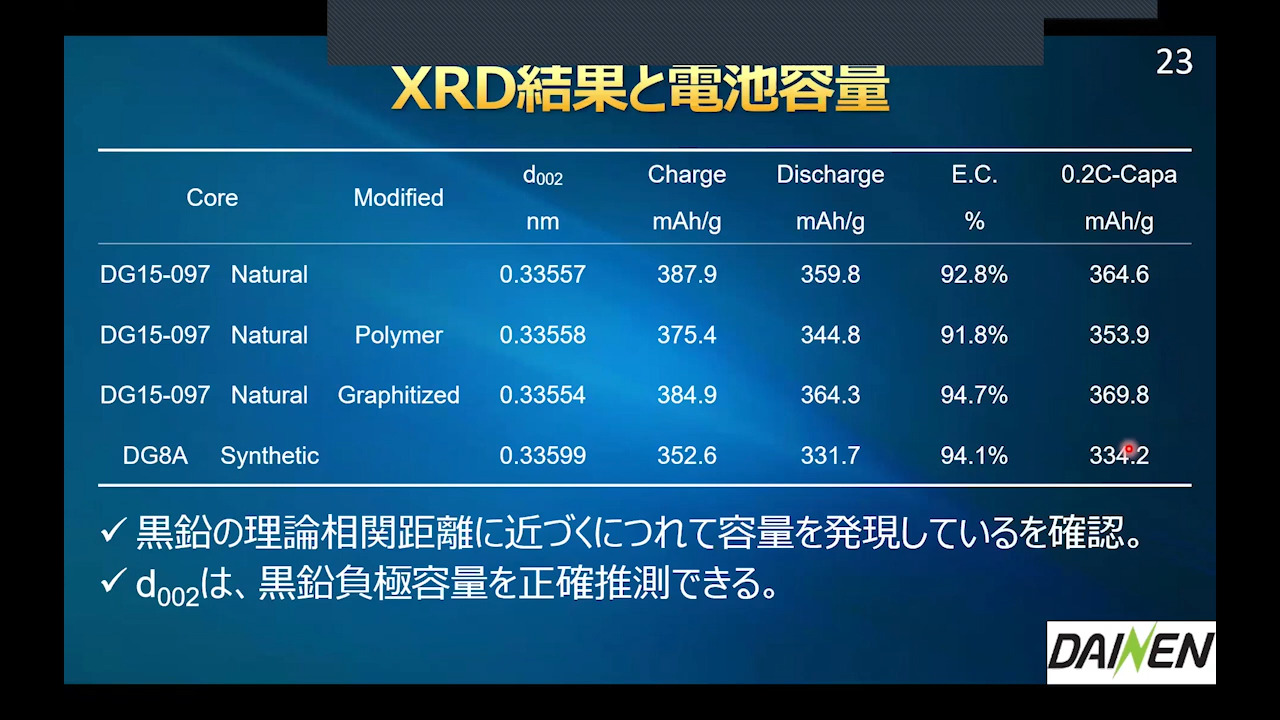 23
XRD結果と電池容量
Core Modified d002 nm Charge mAh/g Discharge mAh/g E.C. % 0.2C-Capa mAh/g
DG15-097 Natural 0.33557 387.9 359.8 92.8% 364.6
DG15-097 Natural Polymer 0.33558 375.4 344.8 91.8% 353.9
DG15-097 Natural Graphitized 0.33554 384.9 364.3 94.7% 369.8
DG8A Synthetic 0.33599 352.6 331.7 94.1% 334.2
✓ 黒鉛の理論相関距離に近づくにつれて容量を発現しているを確認。
✓ d002は、黒鉛負極容量を正確推測できる。
DAINEN